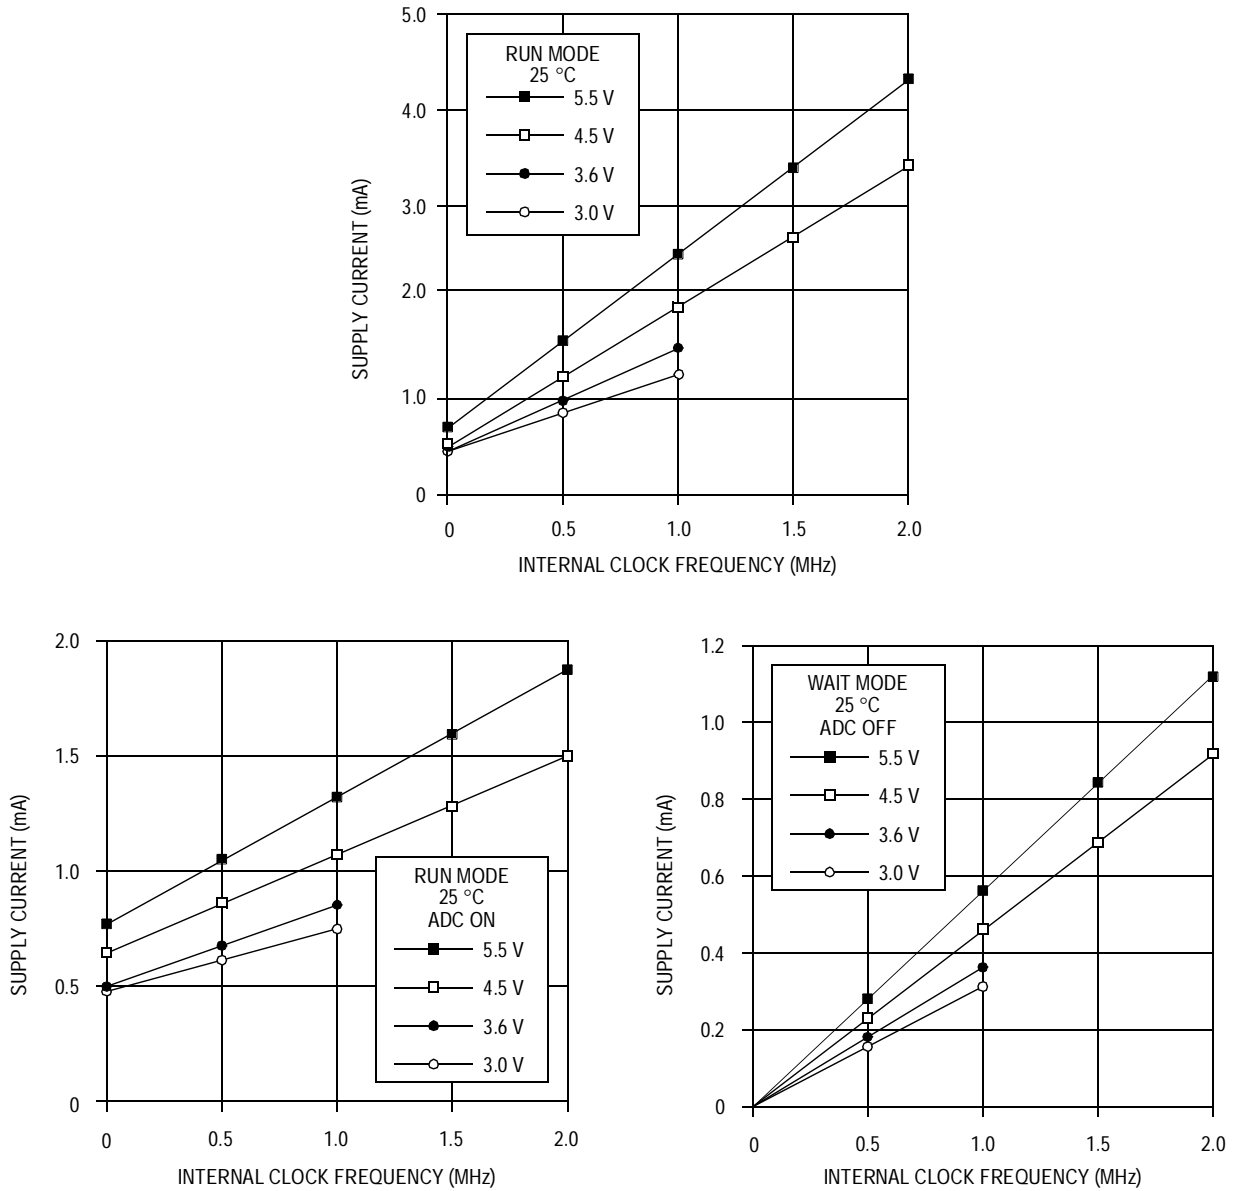 5.0
4.0
3.0
2.0
1.0
0
SUPPLY CURRENT (mA)
RUN MODE
25 °C
5.5 V
4.5 V
3.6 V
3.0 V
0 0.5 1.0 1.5 2.0
INTERNAL CLOCK FREQUENCY (MHz)
2.0
1.5
1.0
0.5
0
SUPPLY CURRENT (mA)
RUN MODE
25 °C
ADC ON
5.5 V
4.5 V
3.6 V
3.0 V
0 0.5 1.0 1.5 2.0
INTERNAL CLOCK FREQUENCY (MHz)
1.2
1.0
0.8
0.6
0.4
0.2
0
SUPPLY CURRENT (mA)
WAIT MODE
25 °C
ADC OFF
5.5 V
4.5 V
3.6 V
3.0 V
0 0.5 1.0 1.5 2.0
INTERNAL CLOCK FREQUENCY (MHz)